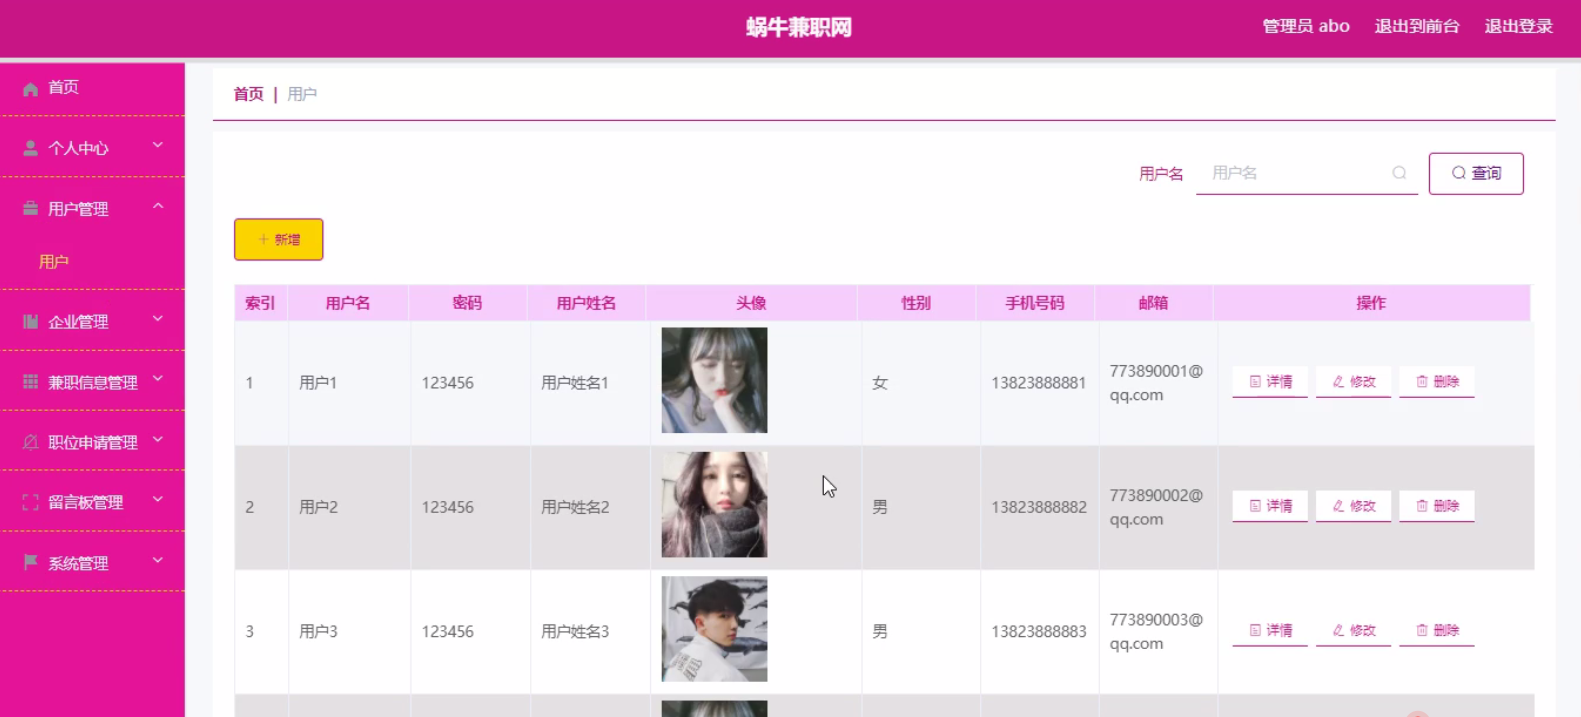 蜗牛兼职网
管理员 abo 退出到前台 退出登录
首页
个人中心
用户管理
用户
企业管理
兼职信息管理
职位申请管理
留言板管理
系统管理
首页 | 用户
用户名 用户名 查询
+ 新增
索引 用户名 密码 用户姓名 头像 性别 手机号码 邮箱 操作
1 用户1 123456 用户姓名1 女 13823888881 773890001@
qq.com 详情 修改 删除
2 用户2 123456 用户姓名2 男 13823888882 773890002@
qq.com 详情 修改 删除
3 用户3 123456 用户姓名3 男 13823888883 773890003@
qq.com 详情 修改 删除